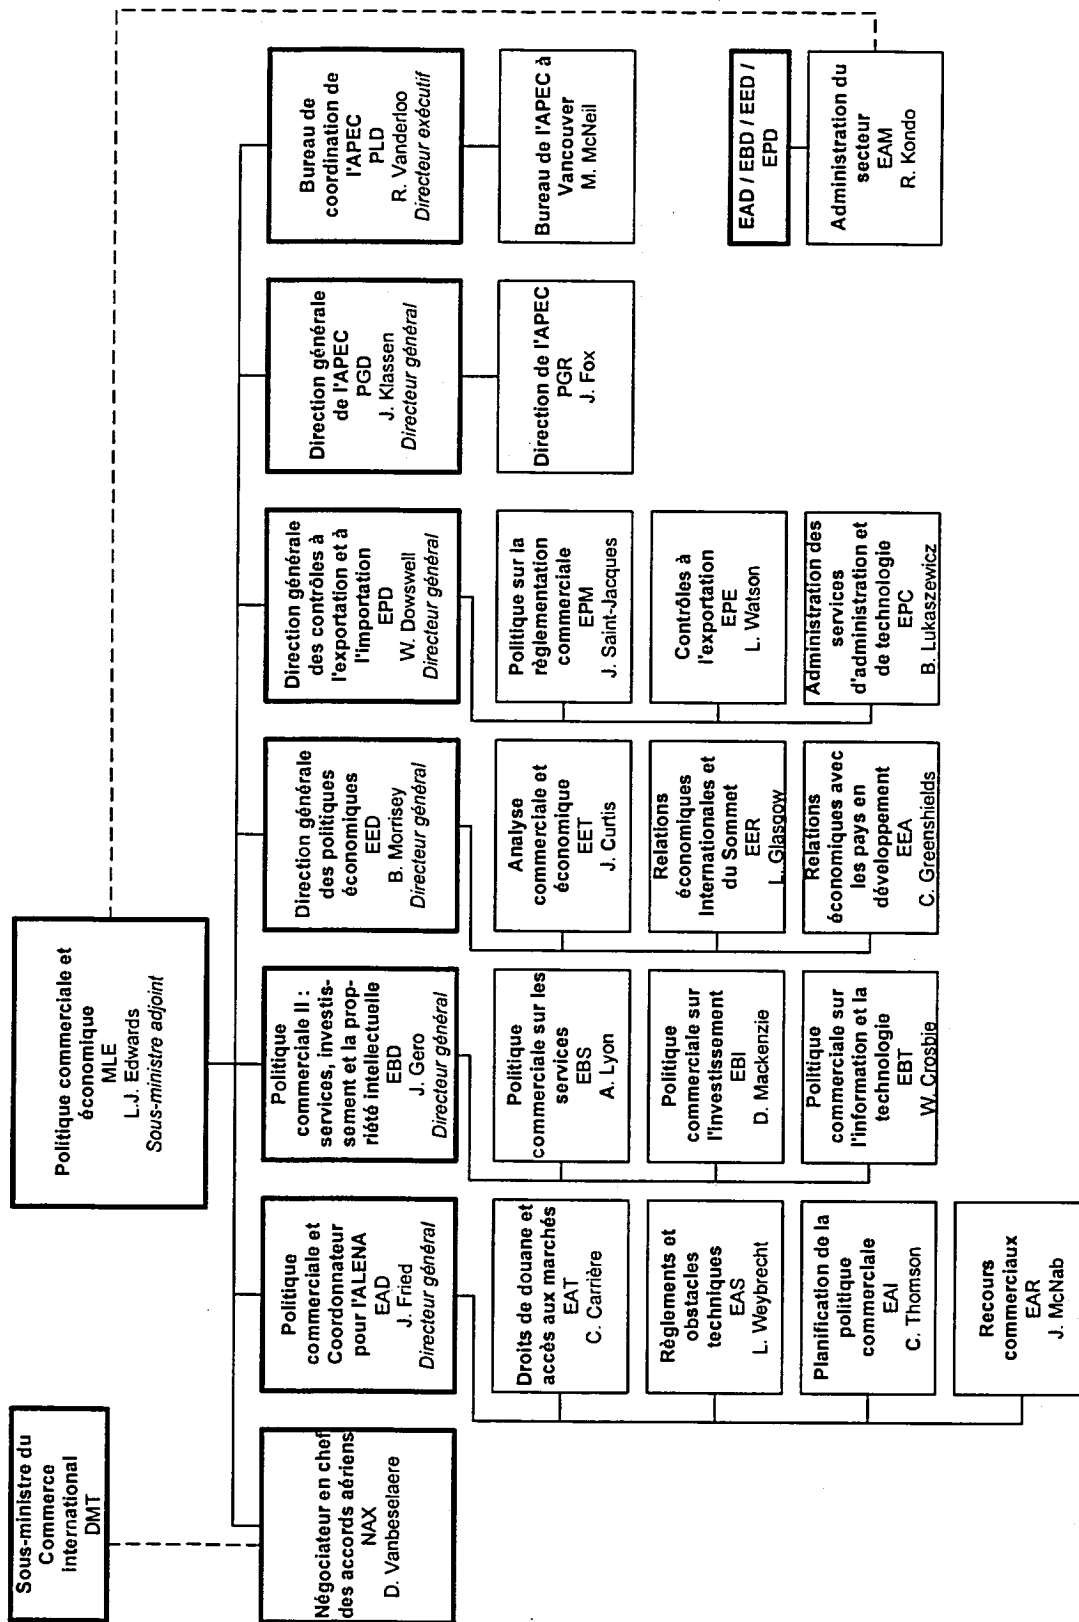 Sous-ministre du
Commerce
international
DMT
Politique commerciale et
économique
MLE
L.J. Edwards
Sous-ministre adjoint
Négociateur en chef
des accords aériens
NAX
D. Vanbeselaere
Politique
commerciale et
Coordonnateur
pour l'ALENA
EAD
J. Fried
Directeur général
Droits de douane et
accès aux marchés
EAT
C. Carrière
Règlements et
obstacles
techniques
EAS
L. Weybrecht
Planification de la
politique
commerciale
EAI
C. Thomson
Recours
commerciaux
EAR
J. McNab
Politique
commerciale II :
services, investis-
sement et la prop-
riété intellectuelle
EBD
J. Gero
Directeur général
Politique
commerciale sur les
services
EBS
A. Lyon
Politique
commerciale sur
l'investissement
EBI
D. Mackenzie
Politique
commerciale sur
l'information et la
technologie
EBT
W. Crosbie
Direction générale
des politiques
économiques
EED
B. Morrisey
Directeur général
Analyse
commerciale et
économique
EET
J. Curtis
Relations
économiques
Internationales et
du Sommet
EER
L. Glasgow
Relations
économiques avec
les pays en
développement
EEA
C. Greenshields
Direction générale
des contrôles à
l'exportation et à
l'importation
EPD
W. Dowswell
Directeur général
Politique sur la
règlementation
commerciale
EPM
J. Saint-Jacques
Contrôles à
l'exportation
EPE
L. Watson
Administration des
services
d'administration et
de technologie
EPC
B. Lukaszewicz
Direction générale
de l'APEC
PGD
J. Klassen
Directeur général
Direction de l'APEC
PGR
J. Fox
Bureau de
coordination de
l'APEC
PLD
R. Vanderloo
Directeur exécutif
Bureau de l'APEC à
Vancouver
M. McNeil
EAD / EBD / EED /
EPD
Administration du
secteur
EAM
R. Kondo